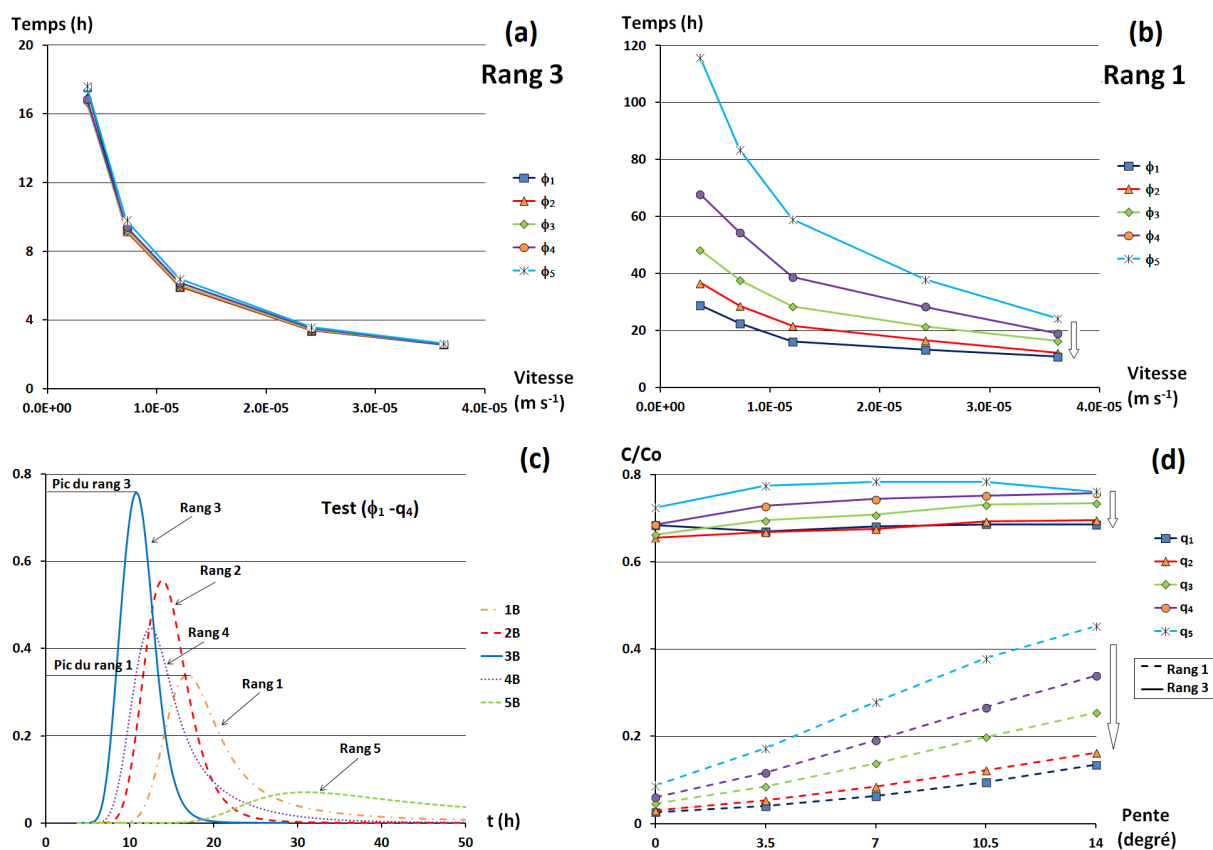 Temps (h)
(a)
Rang 3
20
16
12
8
4
0
0.E+00
1.E-05
2.E-05
3.E-05
4.E-05
Vitesse
(m s⁻¹)
ϕ₁
ϕ₂
ϕ₃
ϕ₄
ϕ₅
Temps (h)
(b)
Rang 1
120
100
80
60
40
20
0
0.0E+00
1.0E-05
2.0E-05
3.0E-05
4.0E-05
Vitesse
(m s⁻¹)
ϕ₁
ϕ₂
ϕ₃
ϕ₄
ϕ₅
(c)
0.8
0.6
0.4
0.2
0
Pic du rang 3
Rang 3
Test (ϕ₁ -q₄)
Rang 2
Rang 4
Pic du rang 1
Rang 1
Rang 5
1B
2B
3B
4B
5B
t (h)
0
10
20
30
40
50
C/Co
(d)
0.8
0.6
0.4
0.2
0
0
3.5
7
10.5
14
Pente
(degré)
q₁
q₂
q₃
q₄
q₅
Rang 1
Rang 3